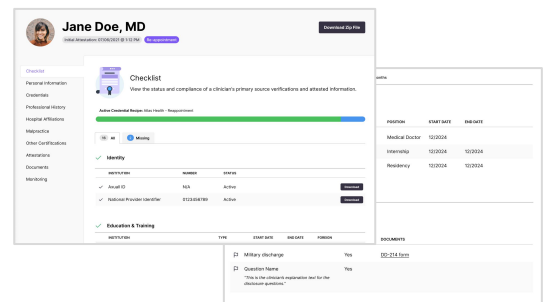 Jane Doe, MD
Initial Attestation: 07/09/2021 @ 1:12 PM
Re-appointment
Download Zip File
Checklist
Personal Information
Credentials
Professional History
Hospital Affiliations
Malpractice
Other Certifications
Attestations
Documents
Monitoring
Checklist
View the status and compliance of a clinician's primary source verifications and attested information.
Active Credential Recipe: Atlas Health - Reappointment
All
Missing
Identity
INSTITUTION NUMBER STATUS
Axuall ID N/A Active Download
National Provider Identifier 0123456789 Active Download
Education & Training
INSTITUTION TYPE START DATE END DATE FOREIGN
POSITION START DATE END DATE
Medical Doctor 12/2024
Internship 12/2024 12/2024
Residency 12/2024 12/2024
DOCUMENTS
Military discharge Yes DD-214 form
Question Name Yes
"This is the clinician's explanation text for the
disclosure questions."